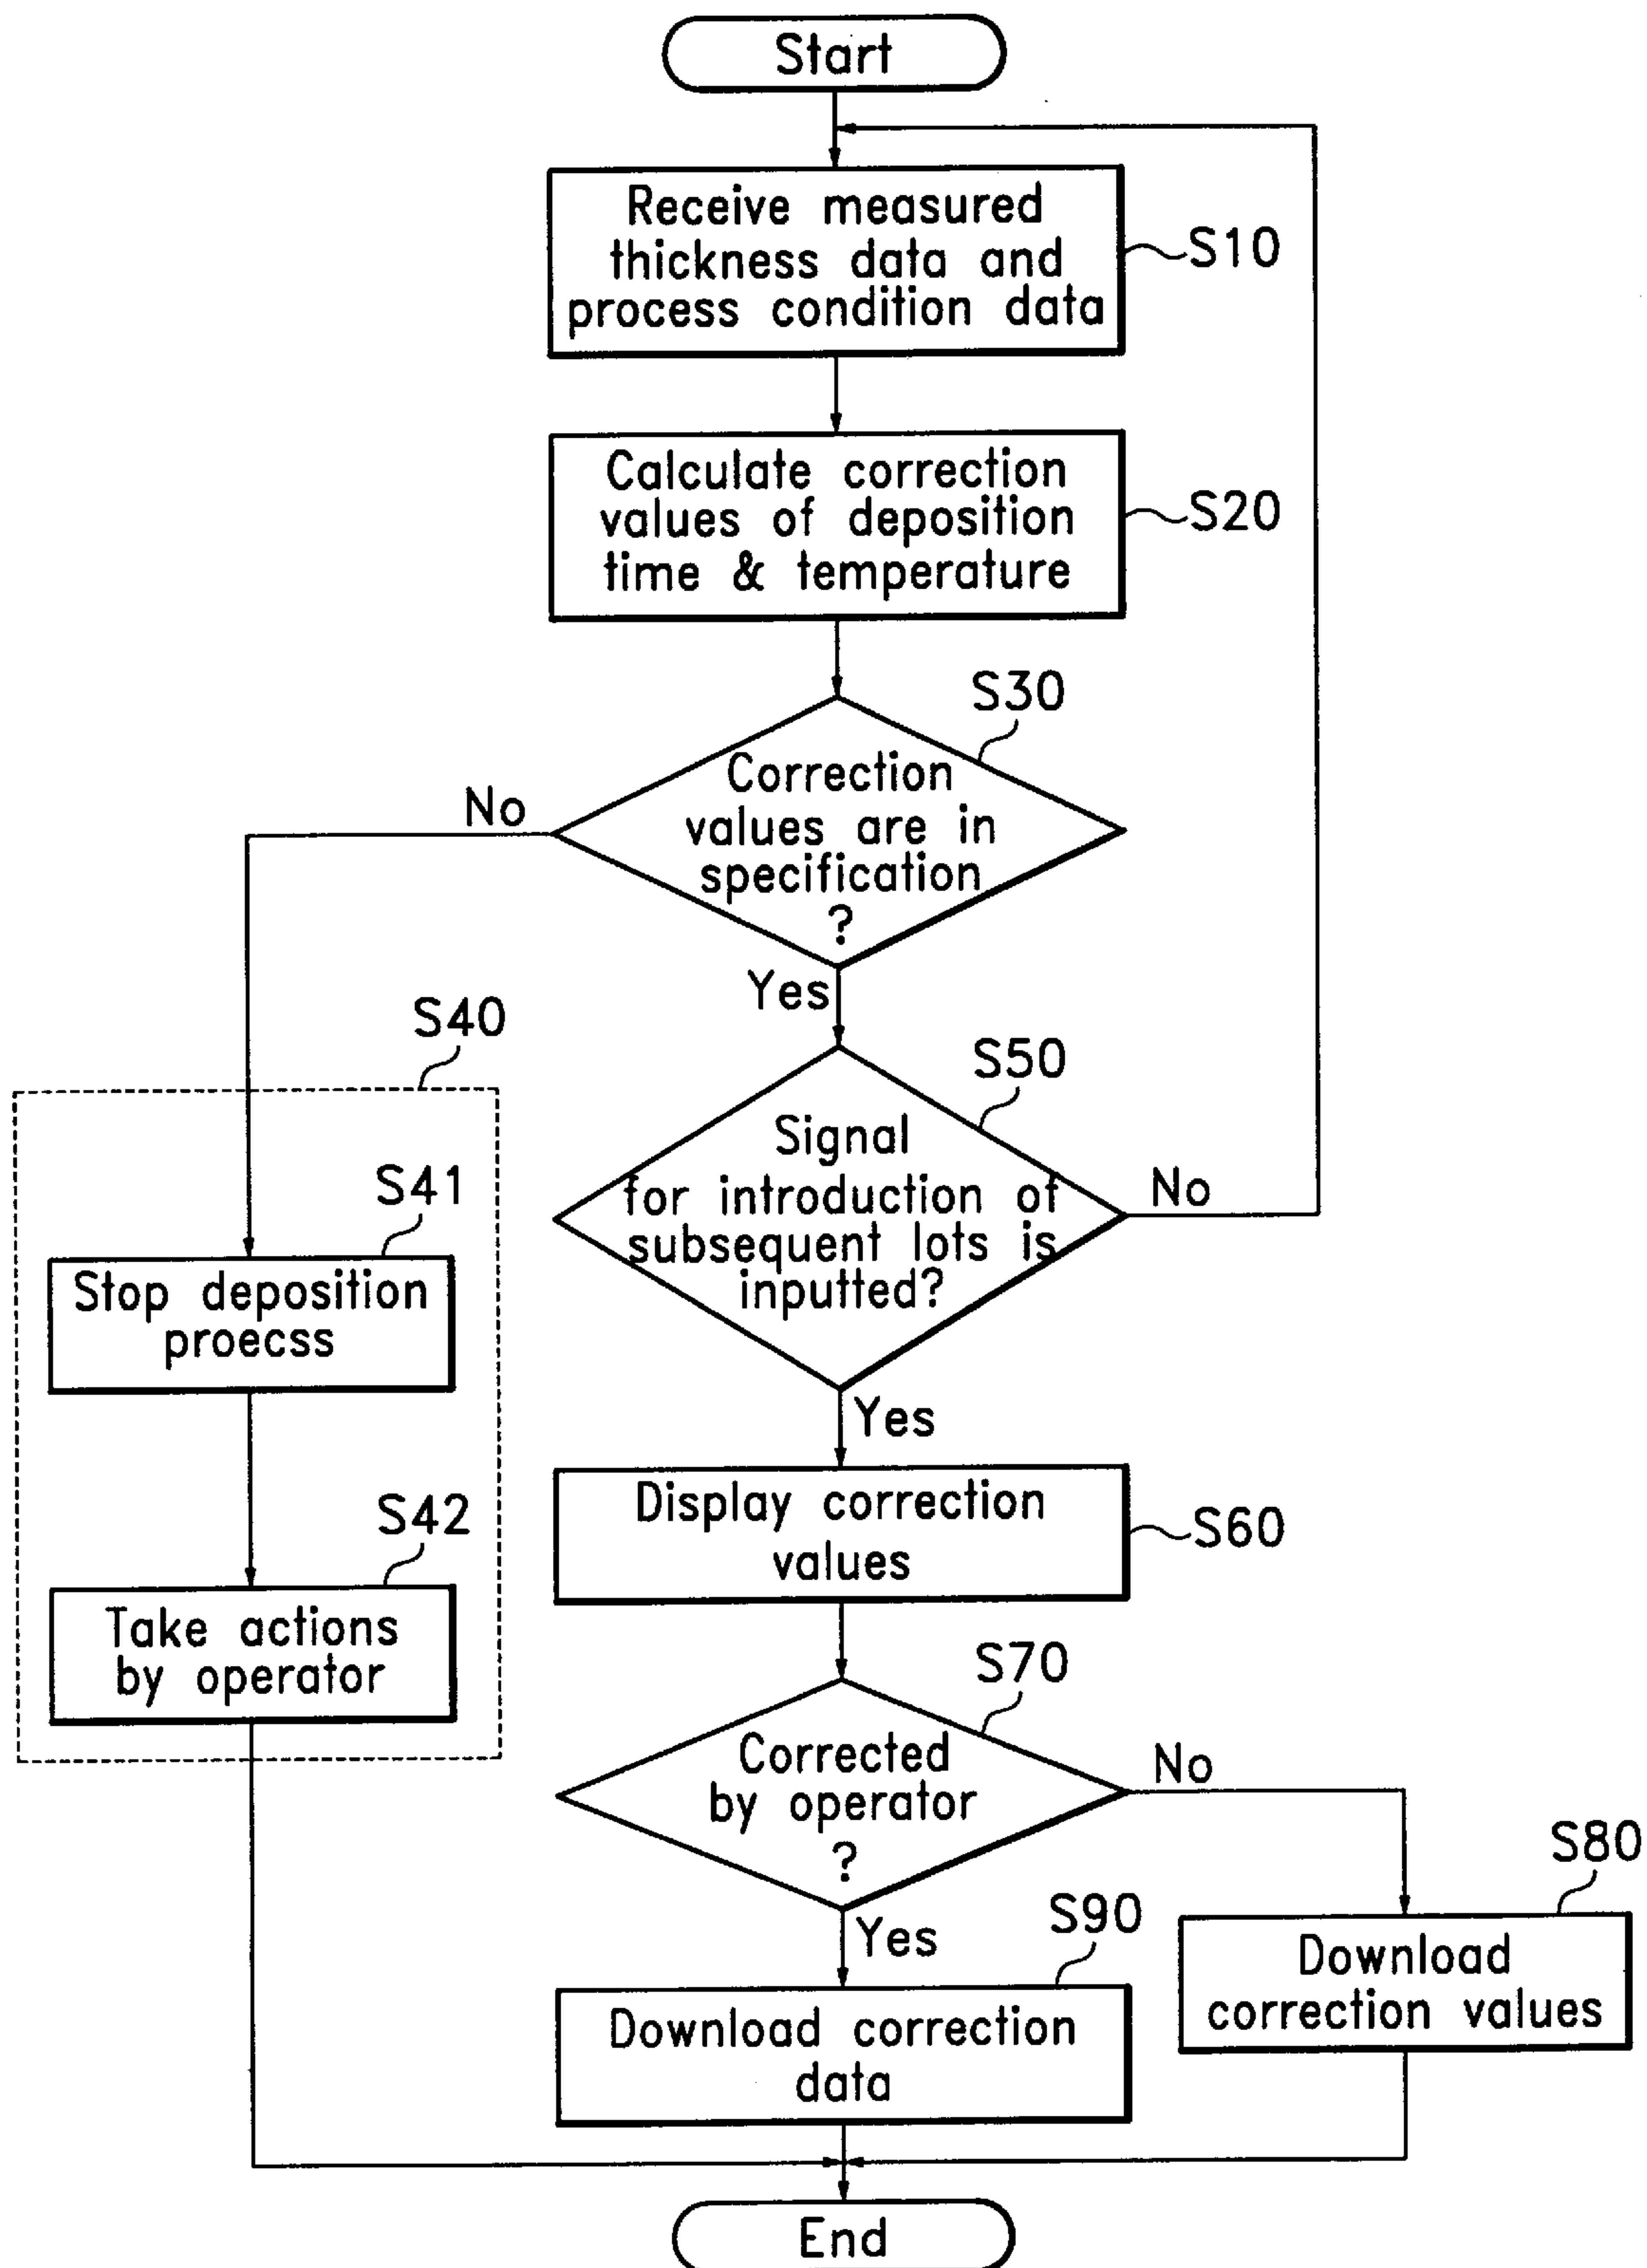 Start
Receive measured
thickness data and
process condition data
S10
Calculate correction
values of deposition
time & temperature
S20
S30
Correction
values are in
specification
?
No
Yes
S40
S50
Signal
for introduction of
subsequent lots is
inputted?
No
S41
Stop deposition
proecss
Yes
Display correction
values
S60
S42
Take actions
by operator
S70
Corrected
by operator
?
No
S80
Download
correction values
Yes
S90
Download correction
data
End